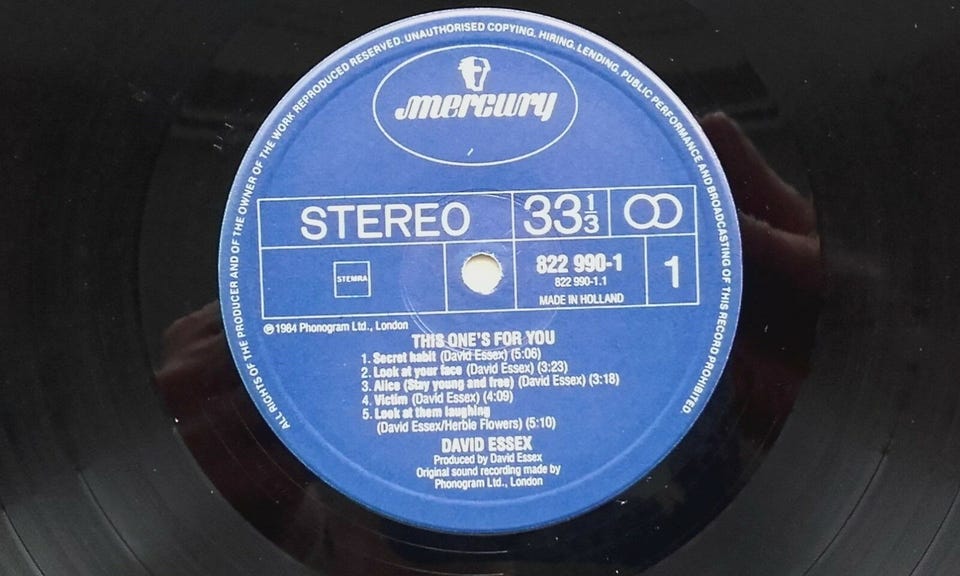 ALL RIGHTS OF THE PRODUCER AND OF THE OWNER OF THE WORK REPRODUCED RESERVED. UNAUTHORISED COPYING, HIRING, LENDING, PUBLIC PERFORMANCE AND BROADCASTING OF THIS RECORD PROHIBITED.
mercury
STEREO 33 1/3
STEMRA
822 990-1
822 990-1.1
MADE IN HOLLAND
1
℗ 1984 Phonogram Ltd., London
THIS ONE'S FOR YOU
1. Secret habit (David Essex) (5:06)
2. Look at your face (David Essex) (3:23)
3. Alice (Stay young and free) (David Essex) (3:18)
4. Victim (David Essex) (4:09)
5. Look at them laughing
(David Essex/Herbie Flowers) (5:10)
DAVID ESSEX
Produced by David Essex
Original sound recording made by
Phonogram Ltd., London